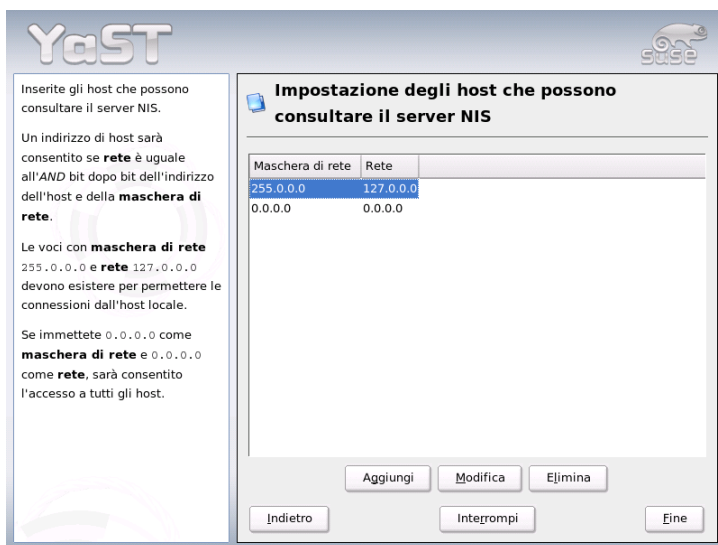 YaST
SUSE
Inserite gli host che possono
consultare il server NIS.
Un indirizzo di host sarà
consentito se rete è uguale
all'AND bit dopo bit dell'indirizzo
dell'host e della maschera di
rete.
Le voci con maschera di rete
255.0.0.0 e rete 127.0.0.0
devono esistere per permettere le
connessioni dall'host locale.
Se immettete 0.0.0.0 come
maschera di rete e 0.0.0.0
come rete, sarà consentito
l'accesso a tutti gli host.
Impostazione degli host che possono
consultare il server NIS
Maschera di rete Rete
255.0.0.0 127.0.0.0
0.0.0.0 0.0.0.0
Aggiungi Modifica Elimina
Indietro Interrompi Fine